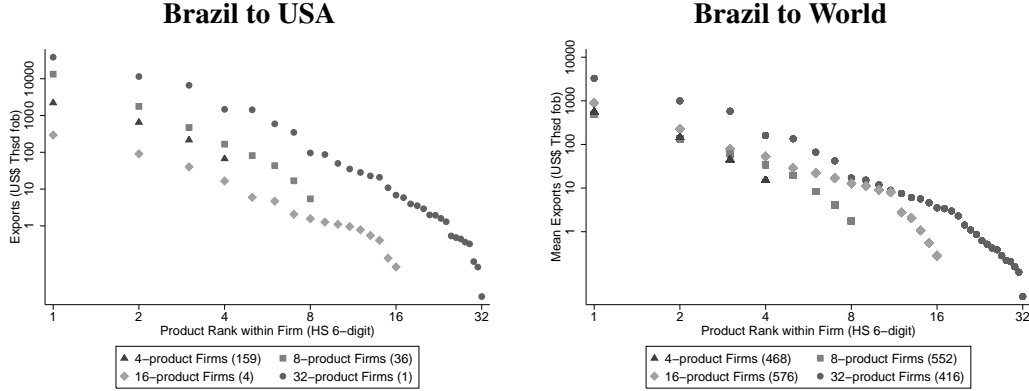 Brazil to USA
Exports (US$ Thsd fob)
10000
1000
100
10
1
1 2 4 8 16 32
Product Rank within Firm (HS 6−digit)
4−product Firms (159) 8−product Firms (36)
16−product Firms (4) 32−product Firms (1)
Brazil to World
Mean Exports (US$ Thsd fob)
10000
1000
100
10
1
1 2 4 8 16 32
Product Rank within Firm (HS 6−digit)
4−product Firms (468) 8−product Firms (552)
16−product Firms (576) 32−product Firms (416)